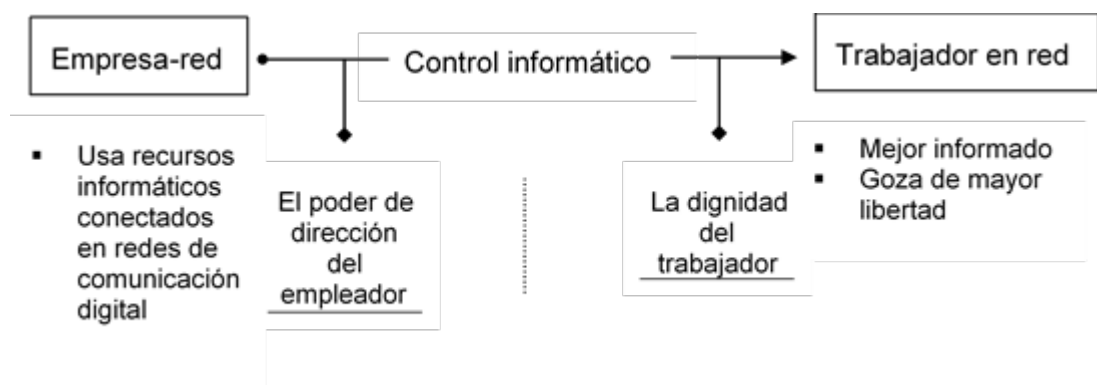 Empresa-red
Control informático
Trabajador en red
▪ Usa recursos
informáticos
conectados
en redes de
comunicación
digital
El poder de
dirección
del
empleador
La dignidad
del
trabajador
▪ Mejor informado
▪ Goza de mayor
libertad